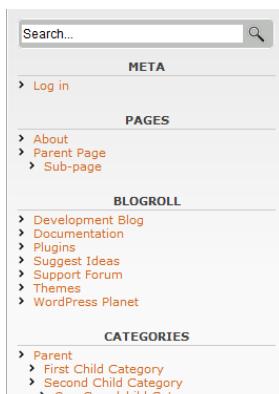 Search...
META
Log in
PAGES
About
Parent Page
Sub-page
BLOGROLL
Development Blog
Documentation
Plugins
Suggest Ideas
Support Forum
Themes
WordPress Planet
CATEGORIES
Parent
First Child Category
Second Child Category